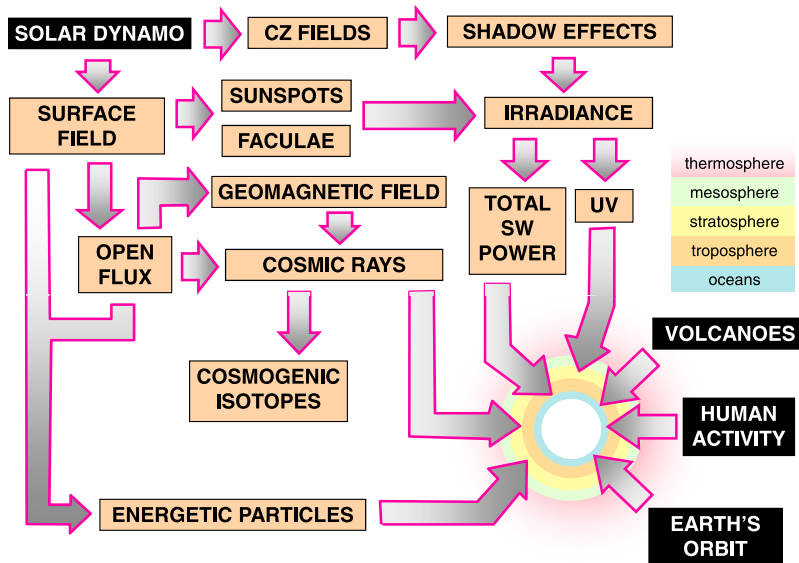 SOLAR DYNAMO
CZ FIELDS
SHADOW EFFECTS
SURFACE
FIELD
SUNSPOTS
FACULAE
IRRADIANCE
GEOMAGNETIC FIELD
TOTAL
SW
POWER
UV
OPEN
FLUX
COSMIC RAYS
COSMOGENIC
ISOTOPES
ENERGETIC PARTICLES
thermosphere
mesosphere
stratosphere
troposphere
oceans
VOLCANOES
HUMAN
ACTIVITY
EARTH'S
ORBIT